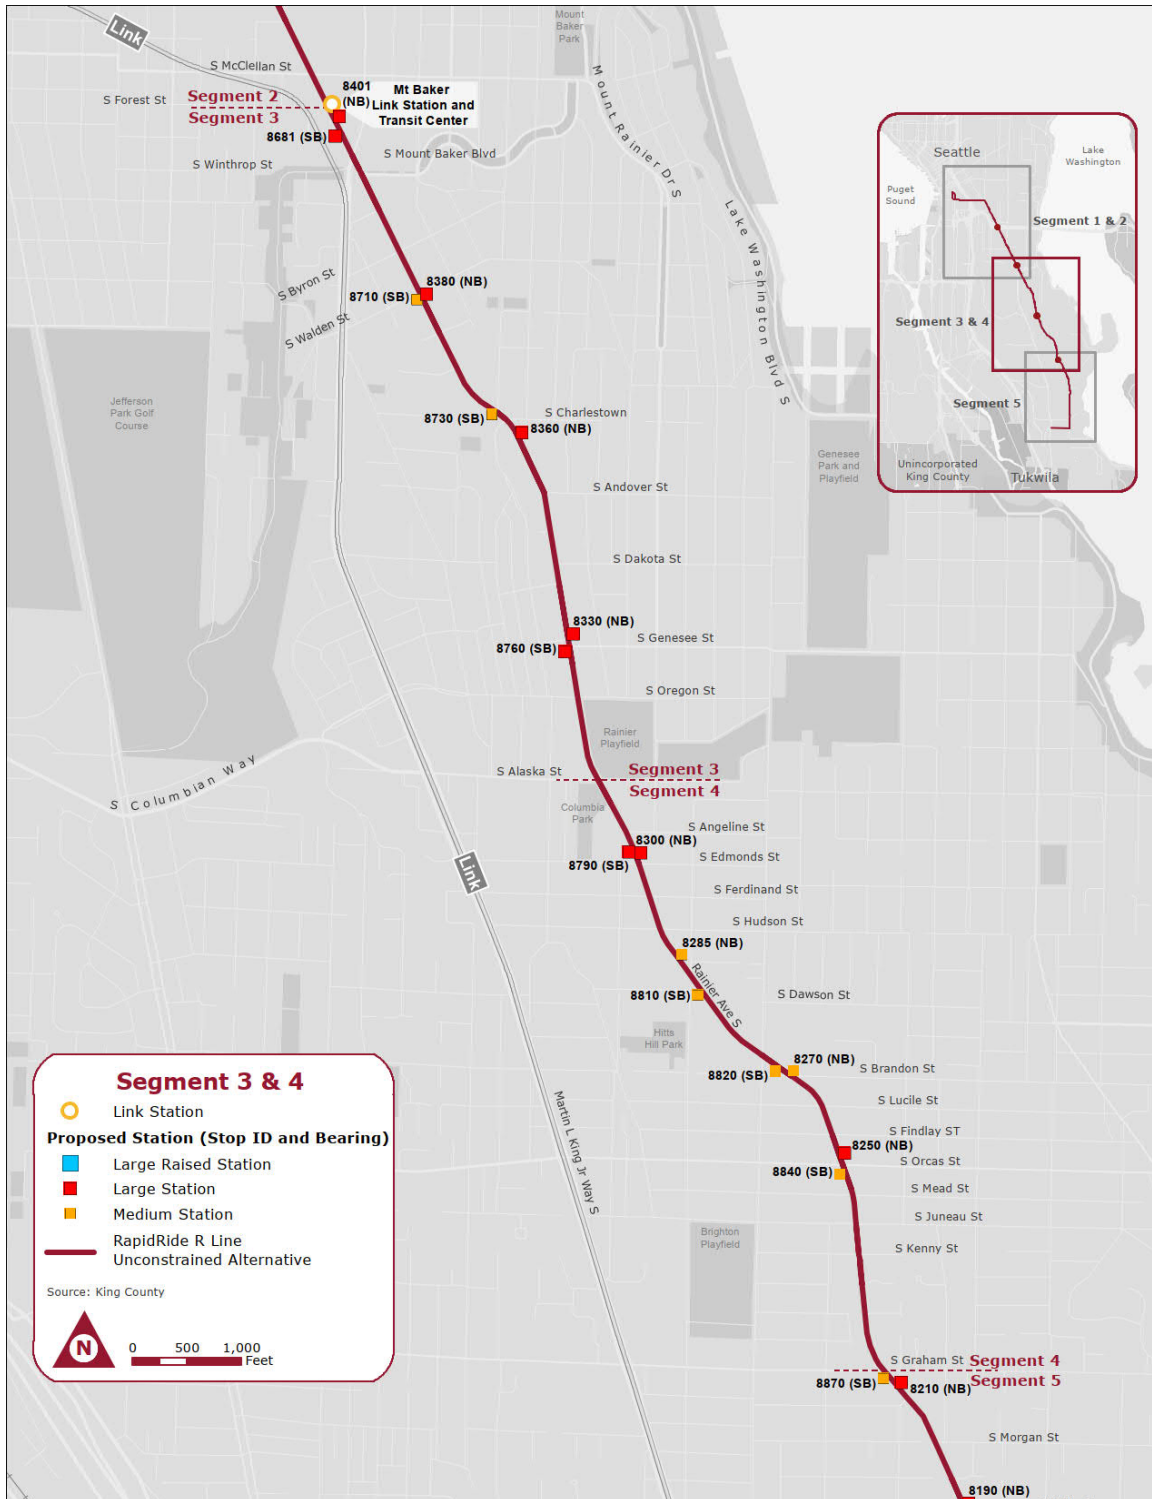 Link
S McClellan St
Mount
Baker
Park
S Forest St
Segment 2
Segment 3
8401
(NB)
Mt Baker
Link Station and
Transit Center
8681 (SB)
S Winthrop St
S Mount Baker Blvd
Mount Rainier Dr S
Lake Washington Blvd S
Seattle
Lake
Washington
Puget
Sound
Segment 1 & 2
Segment 3 & 4
Segment 5
Unincorporated
King County
Tukwila
S Byron St
8380 (NB)
8710 (SB)
S Walden St
Jefferson
Park Golf
Course
S Charlestown
8730 (SB)
8360 (NB)
Genesee
Park and
Playfield
S Andover St
S Dakota St
8330 (NB)
S Genesee St
8760 (SB)
S Oregon St
Rainier
Playfield
S Columbian Way
S Alaska St
Segment 3
Segment 4
Columbia
Park
S Angeline St
8300 (NB)
8790 (SB)
S Edmonds St
Link
S Ferdinand St
S Hudson St
8285 (NB)
Rainier Ave S
8810 (SB)
S Dawson St
Hitts
Hill Park
8270 (NB)
8820 (SB)
S Brandon St
S Lucile St
Martin L King Jr Way S
S Findlay ST
8250 (NB)
S Orcas St
8840 (SB)
S Mead St
S Juneau St
Brighton
Playfield
S Kenny St
S Graham St
Segment 4
Segment 5
8870 (SB)
8210 (NB)
S Morgan St
8190 (NB)
Segment 3 & 4
Link Station
Proposed Station (Stop ID and Bearing)
Large Raised Station
Large Station
Medium Station
RapidRide R Line
Unconstrained Alternative
Source: King County
N
0 500 1,000
Feet